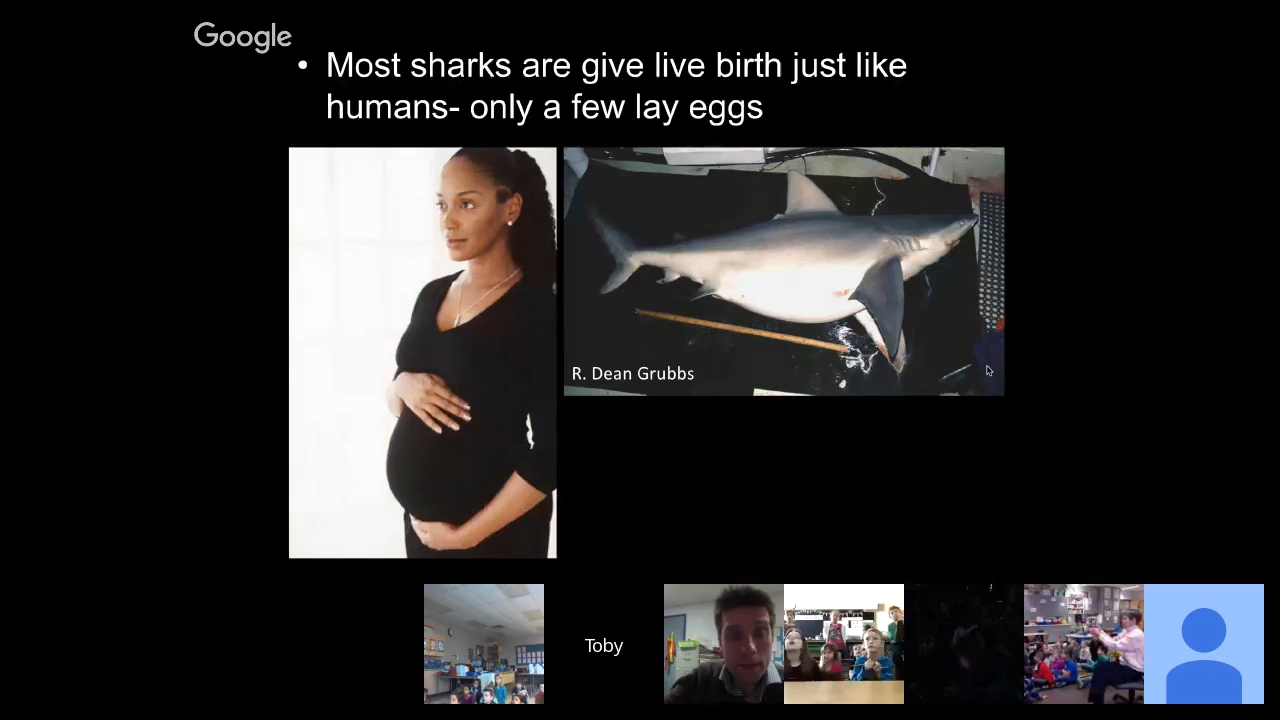 Google
• Most sharks are give live birth just like
humans- only a few lay eggs
R. Dean Grubbs
Toby